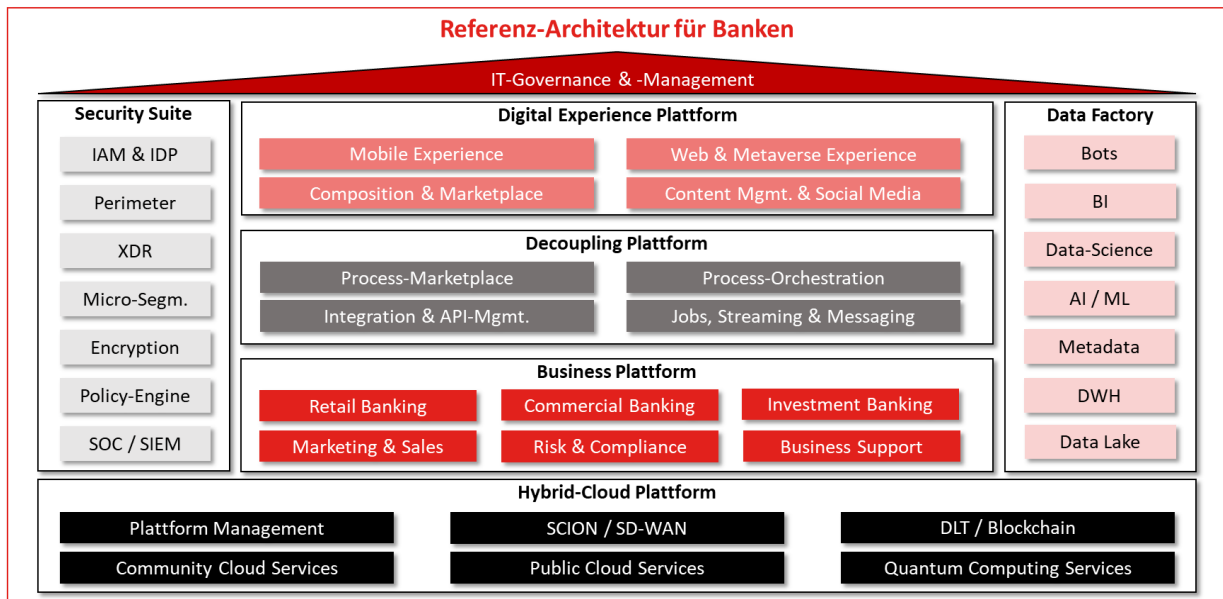 Referenz-Architektur für Banken
IT-Governance & -Management
Security Suite
IAM & IDP
Perimeter
XDR
Micro-Segm.
Encryption
Policy-Engine
SOC / SIEM
Digital Experience Plattform
Mobile Experience
Web & Metaverse Experience
Composition & Marketplace
Content Mgmt. & Social Media
Decoupling Plattform
Process-Marketplace
Process-Orchestration
Integration & API-Mgmt.
Jobs, Streaming & Messaging
Business Plattform
Retail Banking
Commercial Banking
Investment Banking
Marketing & Sales
Risk & Compliance
Business Support
Data Factory
Bots
BI
Data-Science
AI / ML
Metadata
DWH
Data Lake
Hybrid-Cloud Plattform
Plattform Management
SCION / SD-WAN
DLT / Blockchain
Community Cloud Services
Public Cloud Services
Quantum Computing Services